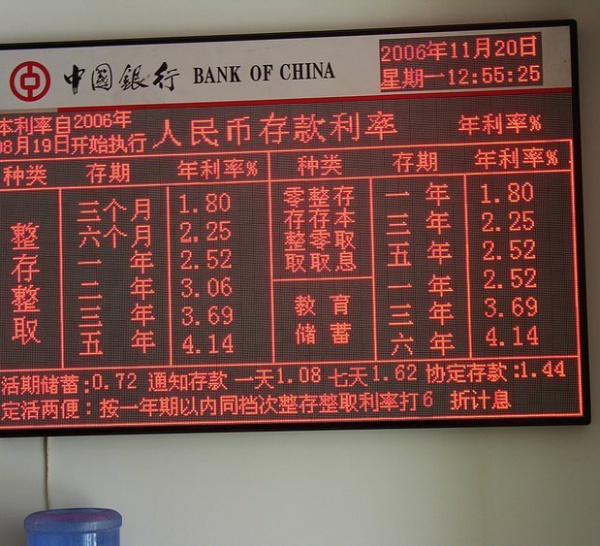 中国银行 BANK OF CHINA
2006年11月20日
星期一12:55:25
本利率自2006年
08月19日开始执行
人民币存款利率 年利率%
种类 存期 年利率% 种类 存期 年利率%
整存整取
三个月 1.80
六个月 2.25
一年 2.52
二年 3.06
三年 3.69
五年 4.14
零整存
存存本
整零取
取取息
一年 1.80
三年 2.25
五年 2.52
教育
储蓄
一年 2.52
三年 3.69
六年 4.14
活期储蓄:0.72 通知存款 一天1.08 七天1.62 协定存款:1.44
定活两便:按一年期以内同挡次整存整取利率打6 折计息